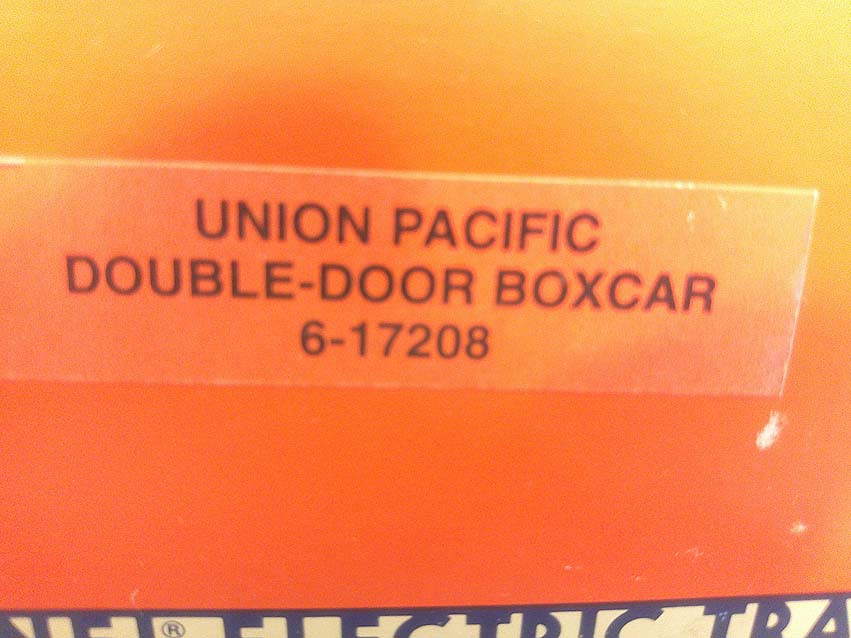 UNION PACIFIC
DOUBLE-DOOR BOXCAR
6-17208
® ELECTRIC